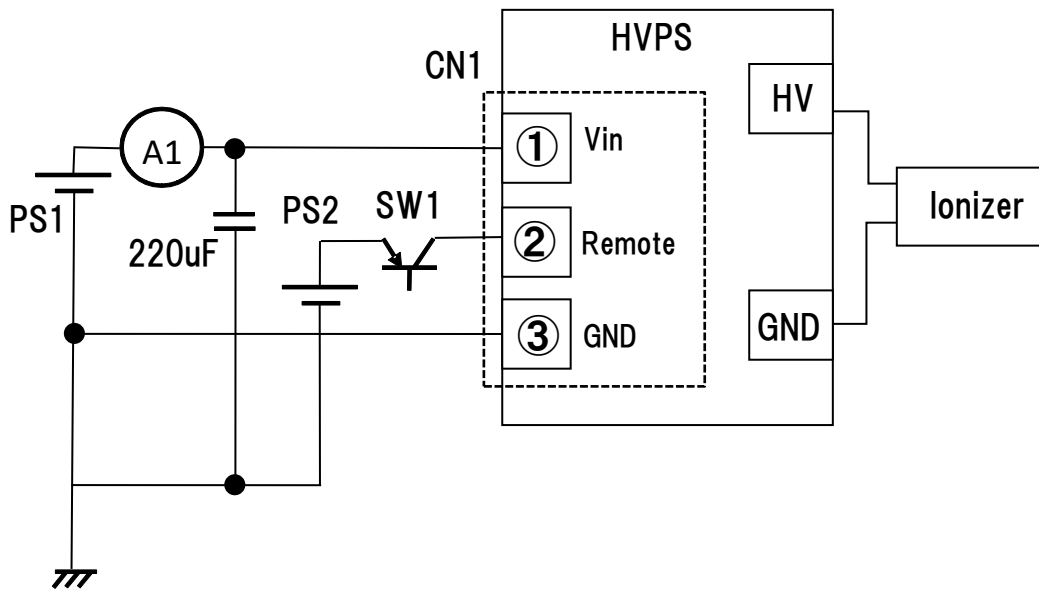 HVPS
CN1
HV
A1
① Vin
PS1
PS2
SW1
Ionizer
220uF
② Remote
③ GND
GND